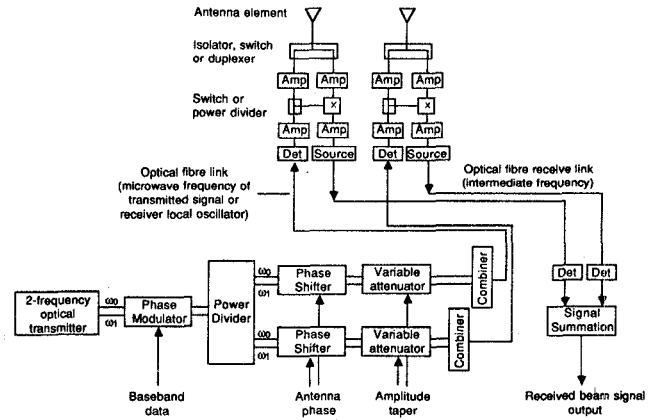 Antenna element
Isolator, switch
or duplexer
Amp Amp Amp Amp
Switch or
power divider
x x
Amp Amp Amp Amp
Det Source Det Source
Optical fibre link
(microwave frequency of
transmitted signal or
receiver local oscillator)
Optical fibre receive link
(intermediate frequency)
2-frequency
optical
transmitter
ω0
ω1
Phase
Modulator
Power
Divider
ω0
ω1
Phase
Shifter
Variable
attenuator
Combiner
ω0
ω1
Phase
Shifter
Variable
attenuator
Combiner
Det Det
Signal
Summation
Baseband
data
Antenna
phase
Amplitude
taper
Received beam signal
output